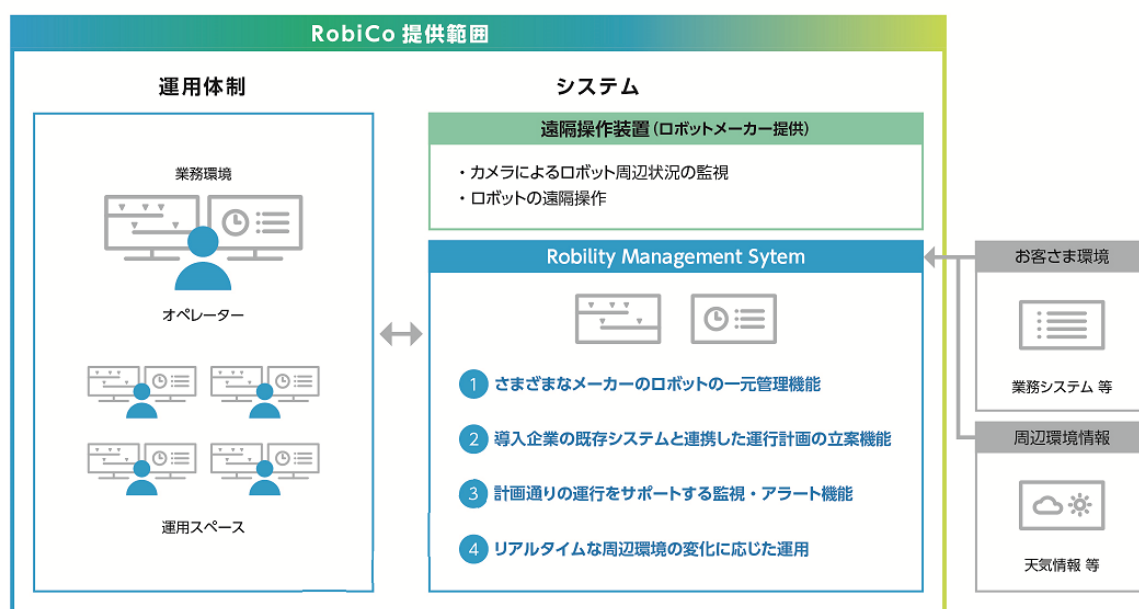 RobiCo 提供範囲
運用体制
業務環境
オペレーター
運用スペース
システム
遠隔操作装置(ロボットメーカー提供)
・カメラによるロボット周辺状況の監視
・ロボットの遠隔操作
Robility Management Sytem
1 さまざまなメーカーのロボットの一元管理機能
2 導入企業の既存システムと連携した運行計画の立案機能
3 計画通りの運行をサポートする監視・アラート機能
4 リアルタイムな周辺環境の変化に応じた運用
お客さま環境
業務システム 等
周辺環境情報
天気情報 等